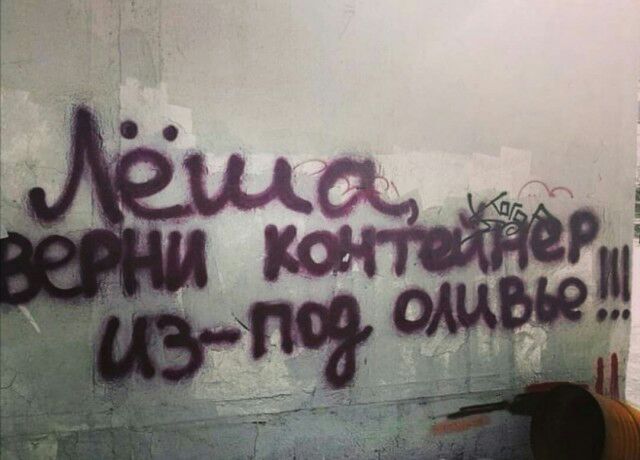 Лёша,
верни контейнер
из-под оливье!!!